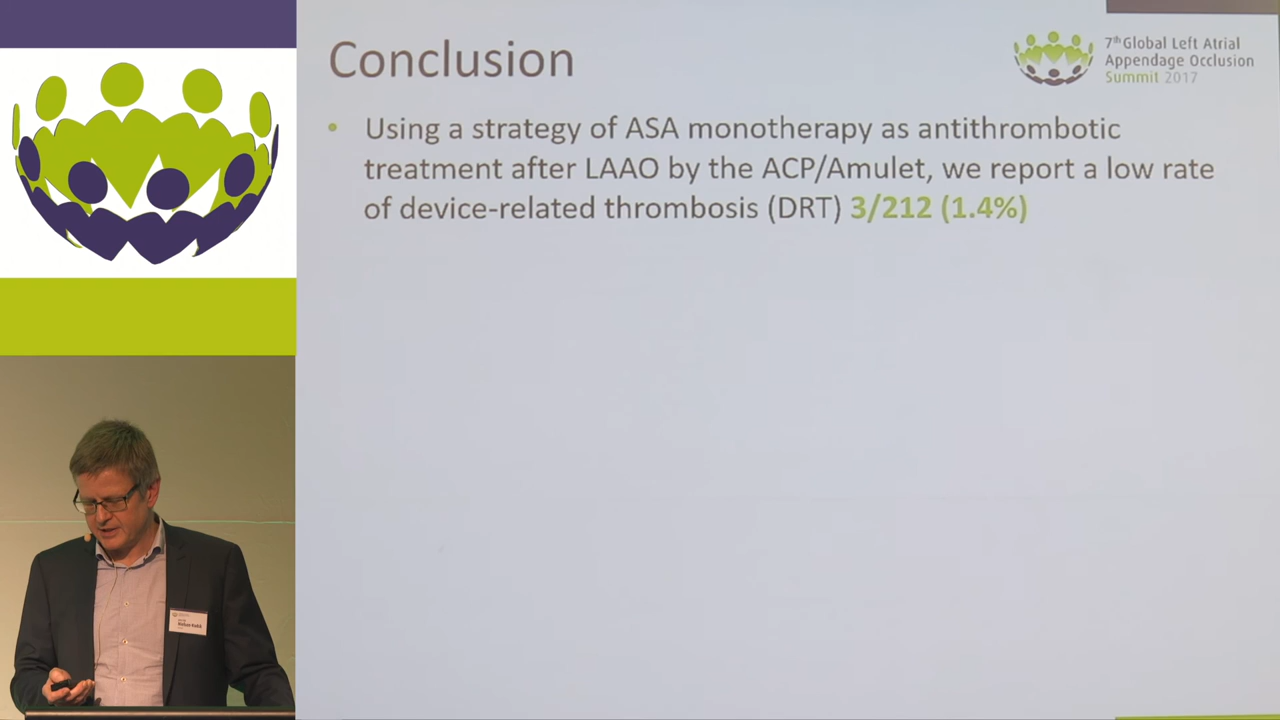 Conclusion
7th Global Left Atrial
Appendage Occlusion
Summit 2017
• Using a strategy of ASA monotherapy as antithrombotic
treatment after LAAO by the ACP/Amulet, we report a low rate
of device-related thrombosis (DRT) 3/212 (1.4%)